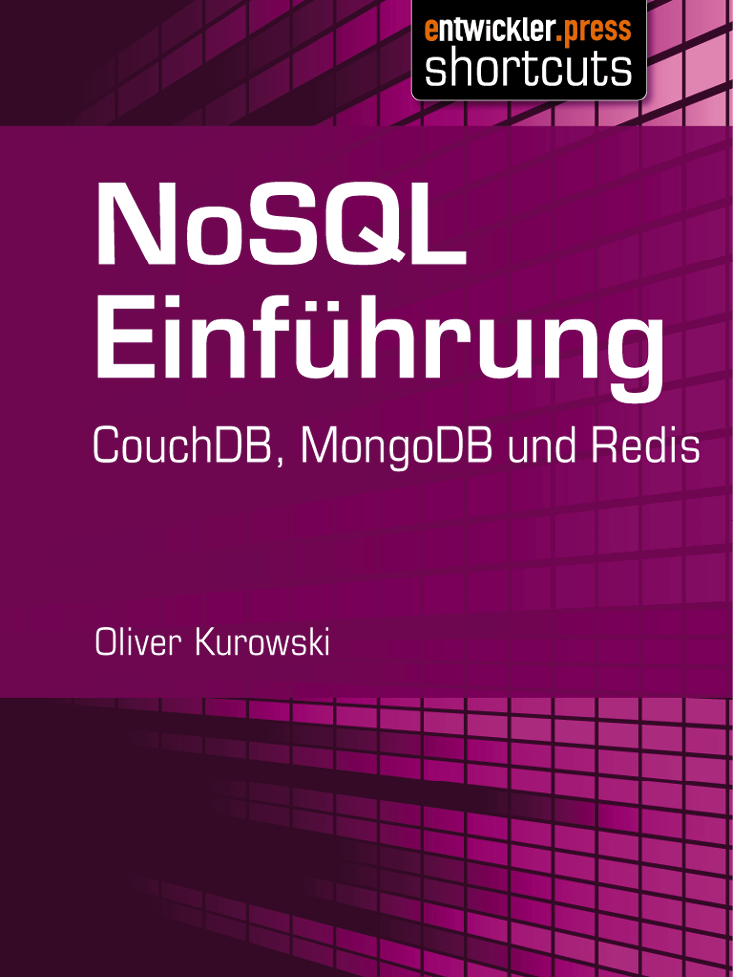 entwickler.press
shortcuts
NoSQL
Einführung
CouchDB, MongoDB und Redis
Oliver Kurowski